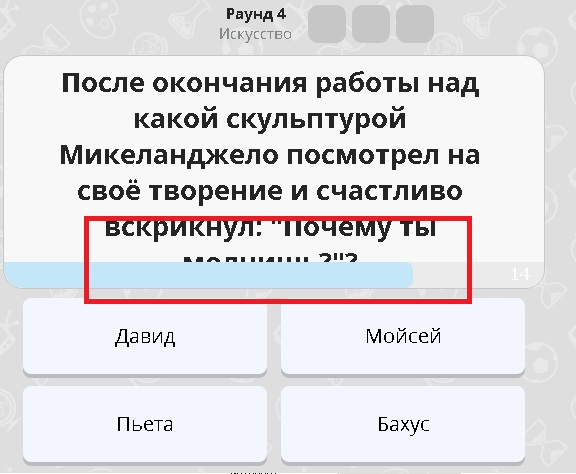 Раунд 4
Искусство
После окончания работы над
какой скульптурой
Микеланджело посмотрел на
своё творение и счастливо
вскрикнул: "Почему ты
молчишь?"?
14
Давид
Мойсей
Пьета
Бахус